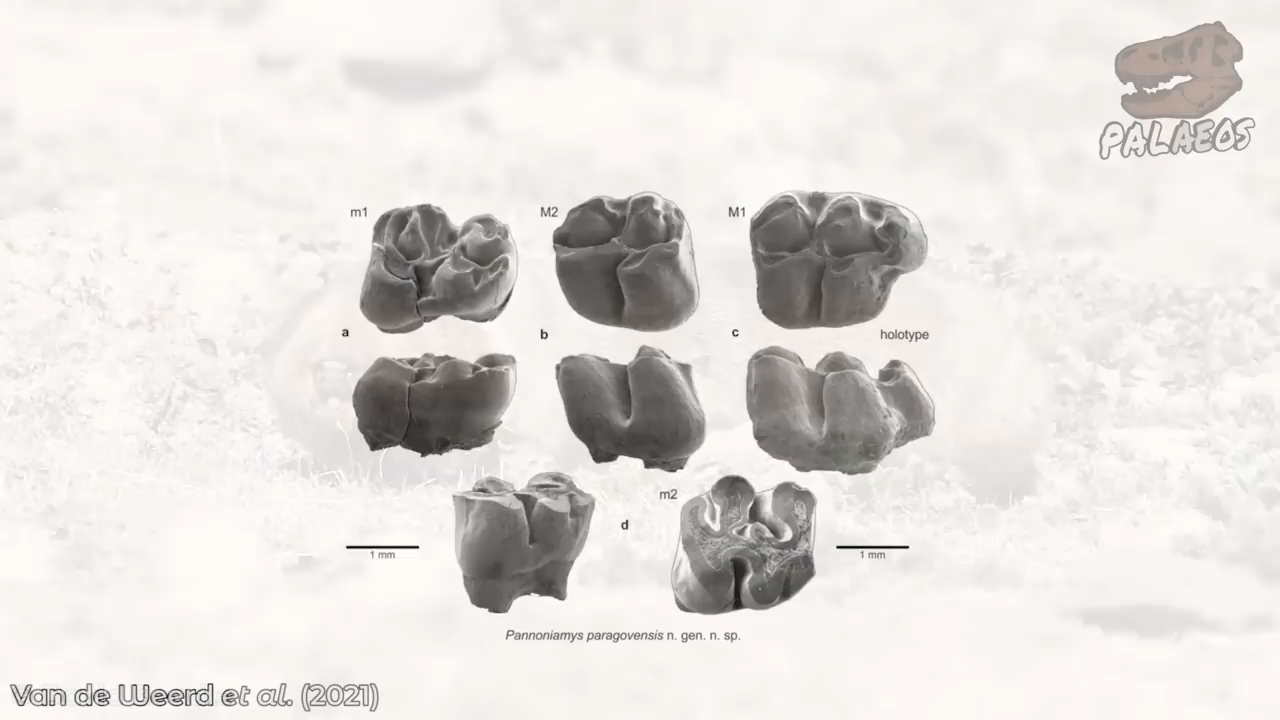 PALAEOS
m1
M2
M1
a
b
c
holotype
m2
d
1 mm
1 mm
Pannoniamys paragovensis n. gen. n. sp.
Van de Weerd et al. (2021)